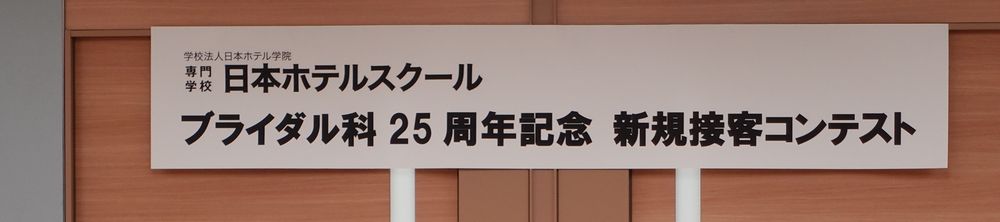 学校法人日本ホテル学院
専門学校 日本ホテルスクール
ブライダル科 25 周年記念 新規接客コンテスト